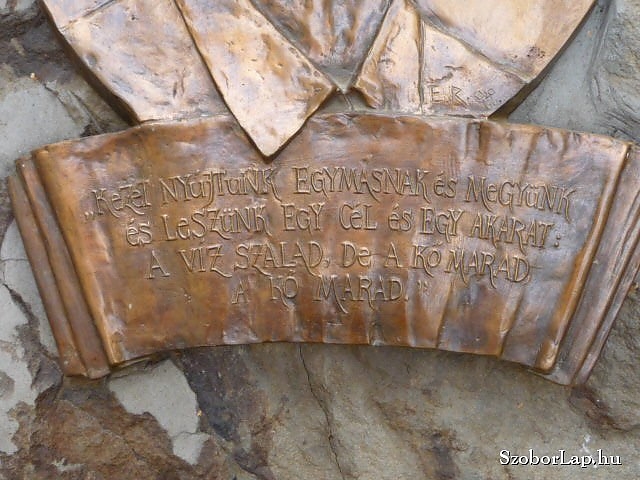 „Kezet NYÚJTUNK EGYMÁSNAK és MEGYÜNK
és LESZÜNK EGY CÉL és EGY AKARAT:
A VÍZ SZALAD, De A KŐ MARAD,
A KŐ MARAD."
SzoborLap.hu